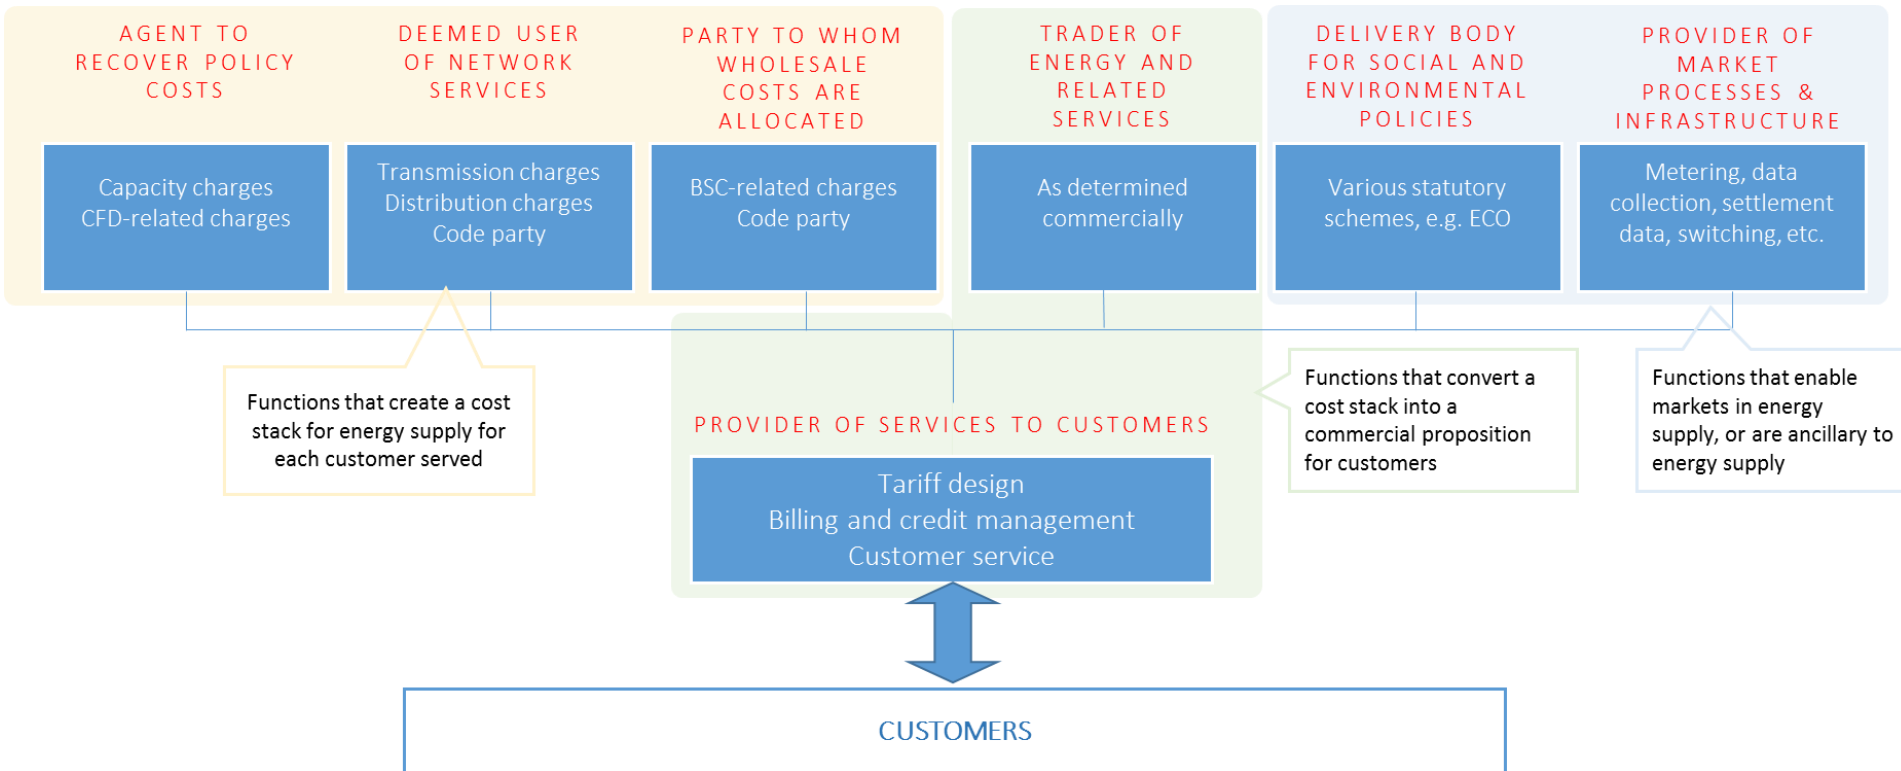 AGENT TO
RECOVER POLICY
COSTS
DEEMED USER
OF NETWORK
SERVICES
PARTY TO WHOM
WHOLESALE
COSTS ARE
ALLOCATED
TRADER OF
ENERGY AND
RELATED
SERVICES
DELIVERY BODY
FOR SOCIAL AND
ENVIRONMENTAL
POLICIES
PROVIDER OF
MARKET
PROCESSES &
INFRASTRUCTURE
Capacity charges
CFD-related charges
Transmission charges
Distribution charges
Code party
BSC-related charges
Code party
As determined
commercially
Various statutory
schemes, e.g. ECO
Metering, data
collection, settlement
data, switching, etc.
Functions that create a cost
stack for energy supply for
each customer served
Functions that convert a
cost stack into a
commercial proposition
for customers
Functions that enable
markets in energy
supply, or are ancillary to
energy supply
PROVIDER OF SERVICES TO CUSTOMERS
Tariff design
Billing and credit management
Customer service
CUSTOMERS